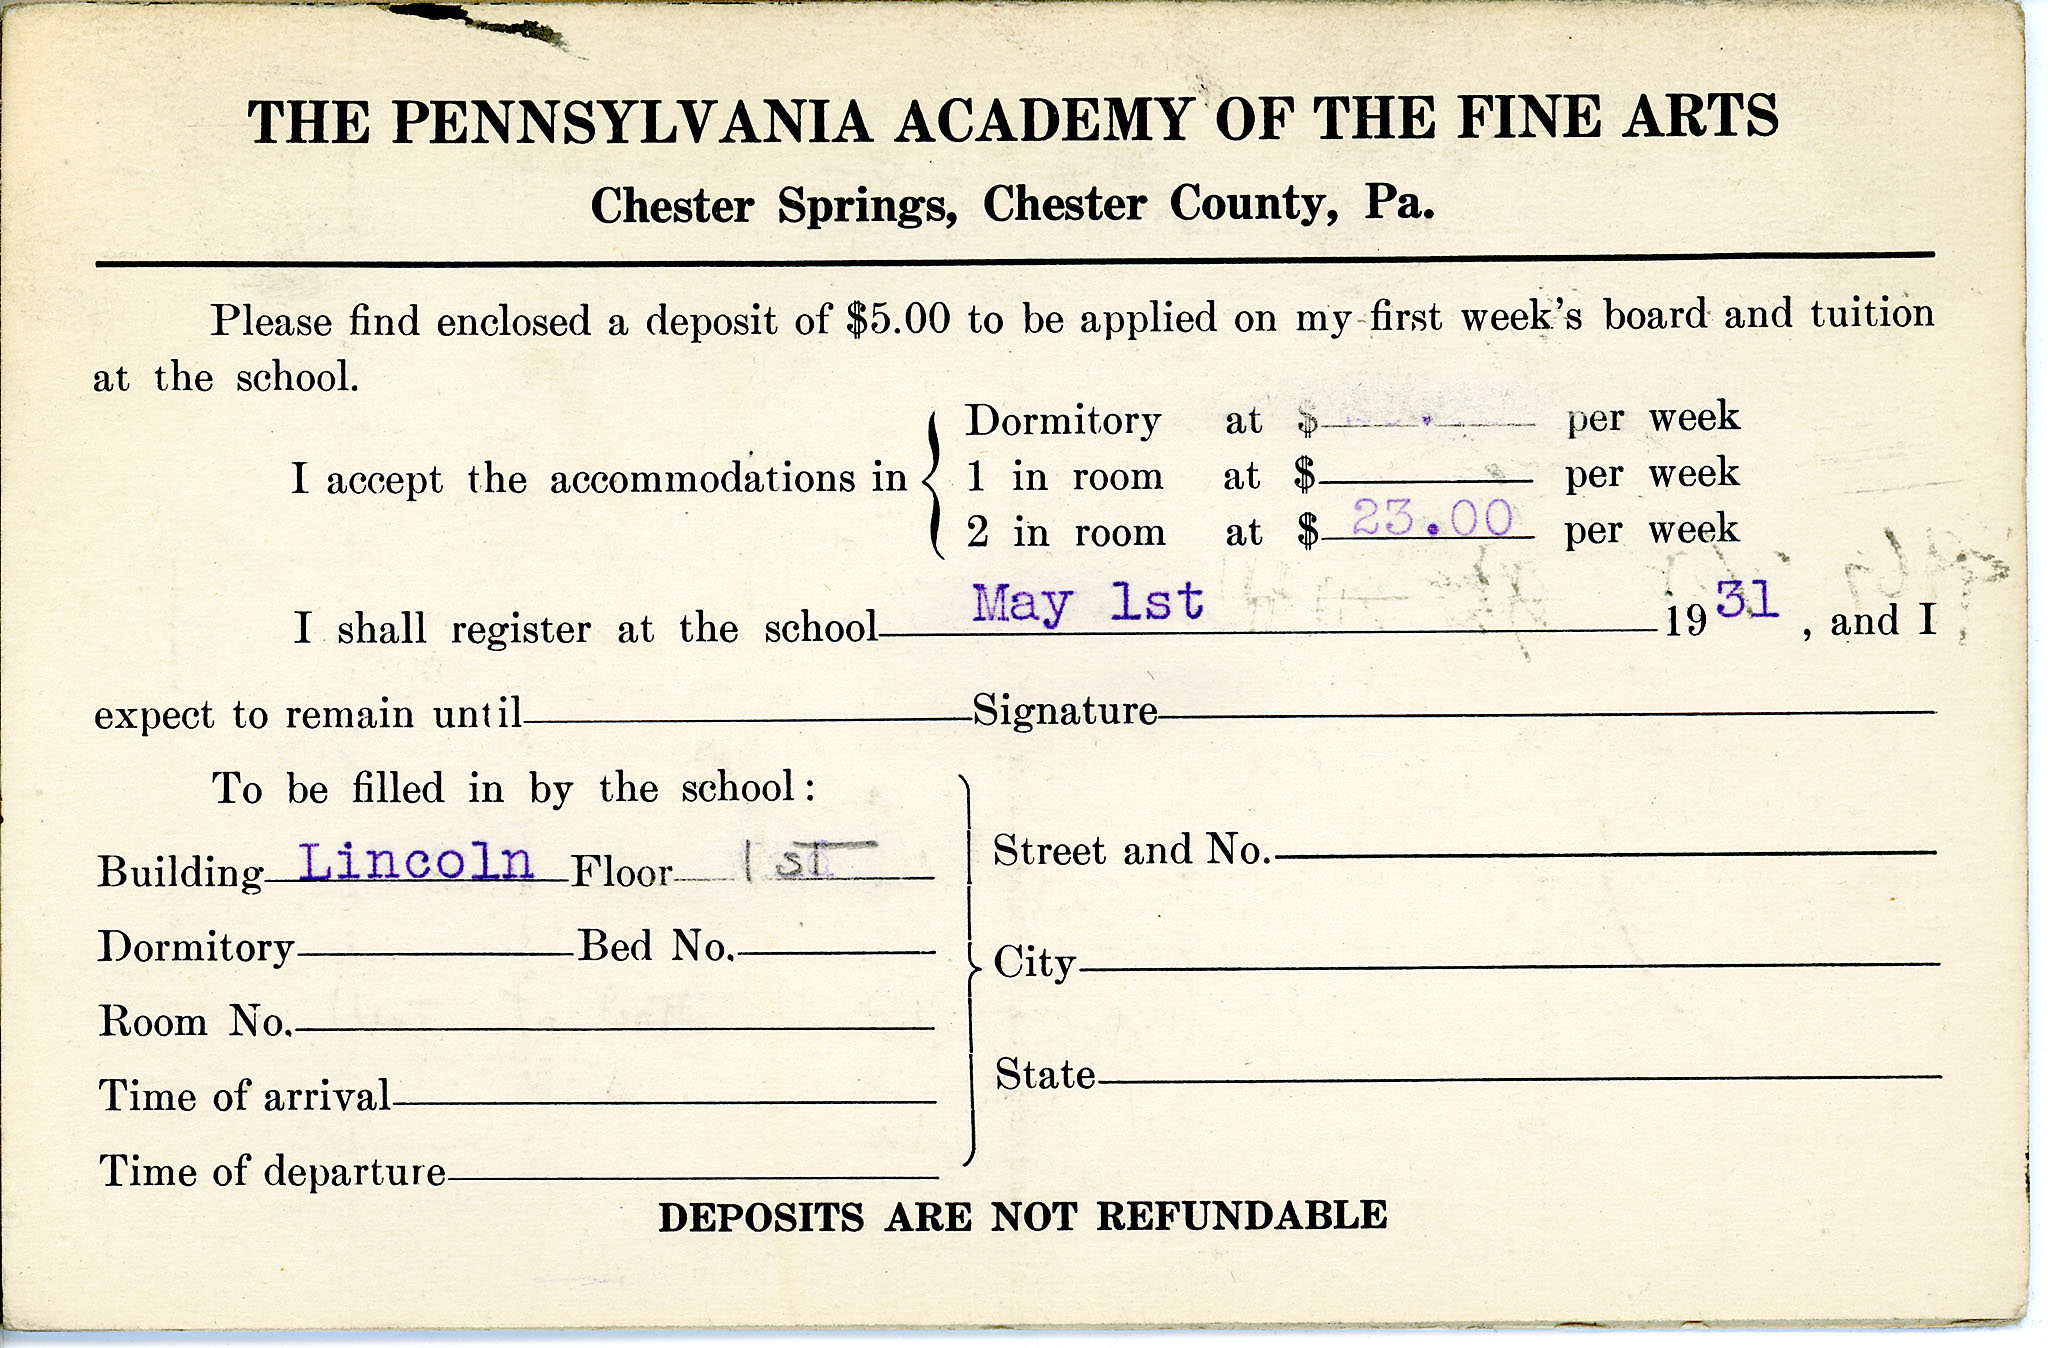 THE PENNSYLVANIA ACADEMY OF THE FINE ARTS
Chester Springs, Chester County, Pa.
Please find enclosed a deposit of $5.00 to be applied on my first week's board and tuition
at the school.
I accept the accommodations in
Dormitory at $ per week
1 in room at $ per week
2 in room at $ 23.00 per week
I shall register at the school May 1st 1931, and I
expect to remain until Signature
To be filled in by the school:
Building Lincoln Floor 1st
Dormitory Bed No.
Room No.
Time of arrival
Time of departure
Street and No.
City
State
DEPOSITS ARE NOT REFUNDABLE